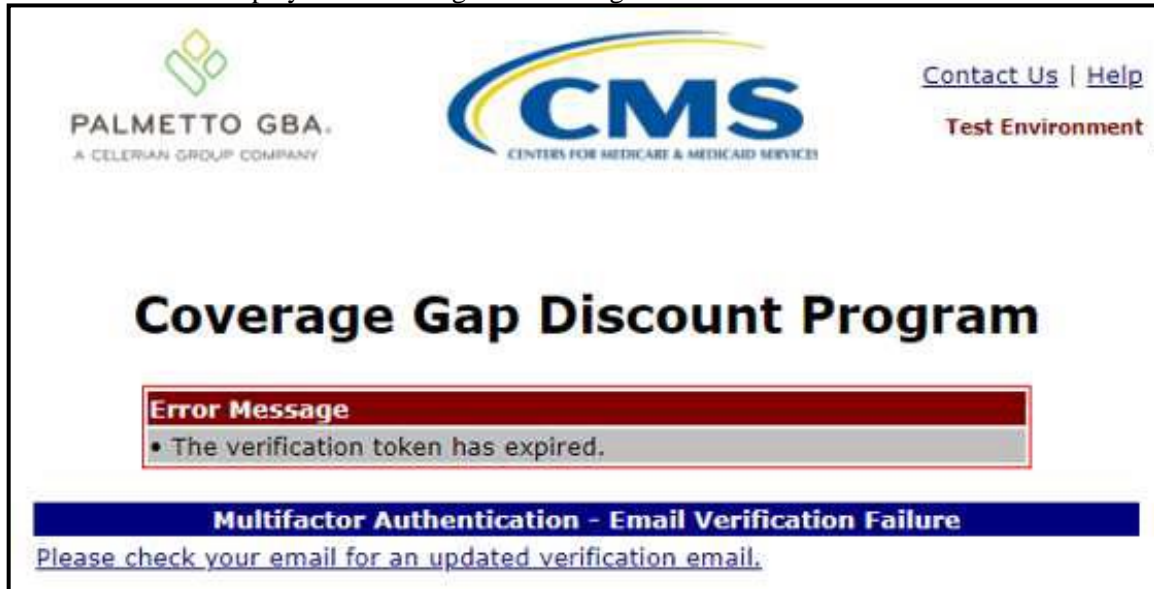 PALMETTO GBA.
A CELERIAN GROUP COMPANY
CMS
CENTERS FOR MEDICARE & MEDICAID SERVICES
Contact Us | Help
Test Environment
Coverage Gap Discount Program
Error Message
• The verification token has expired.
Multifactor Authentication - Email Verification Failure
Please check your email for an updated verification email.